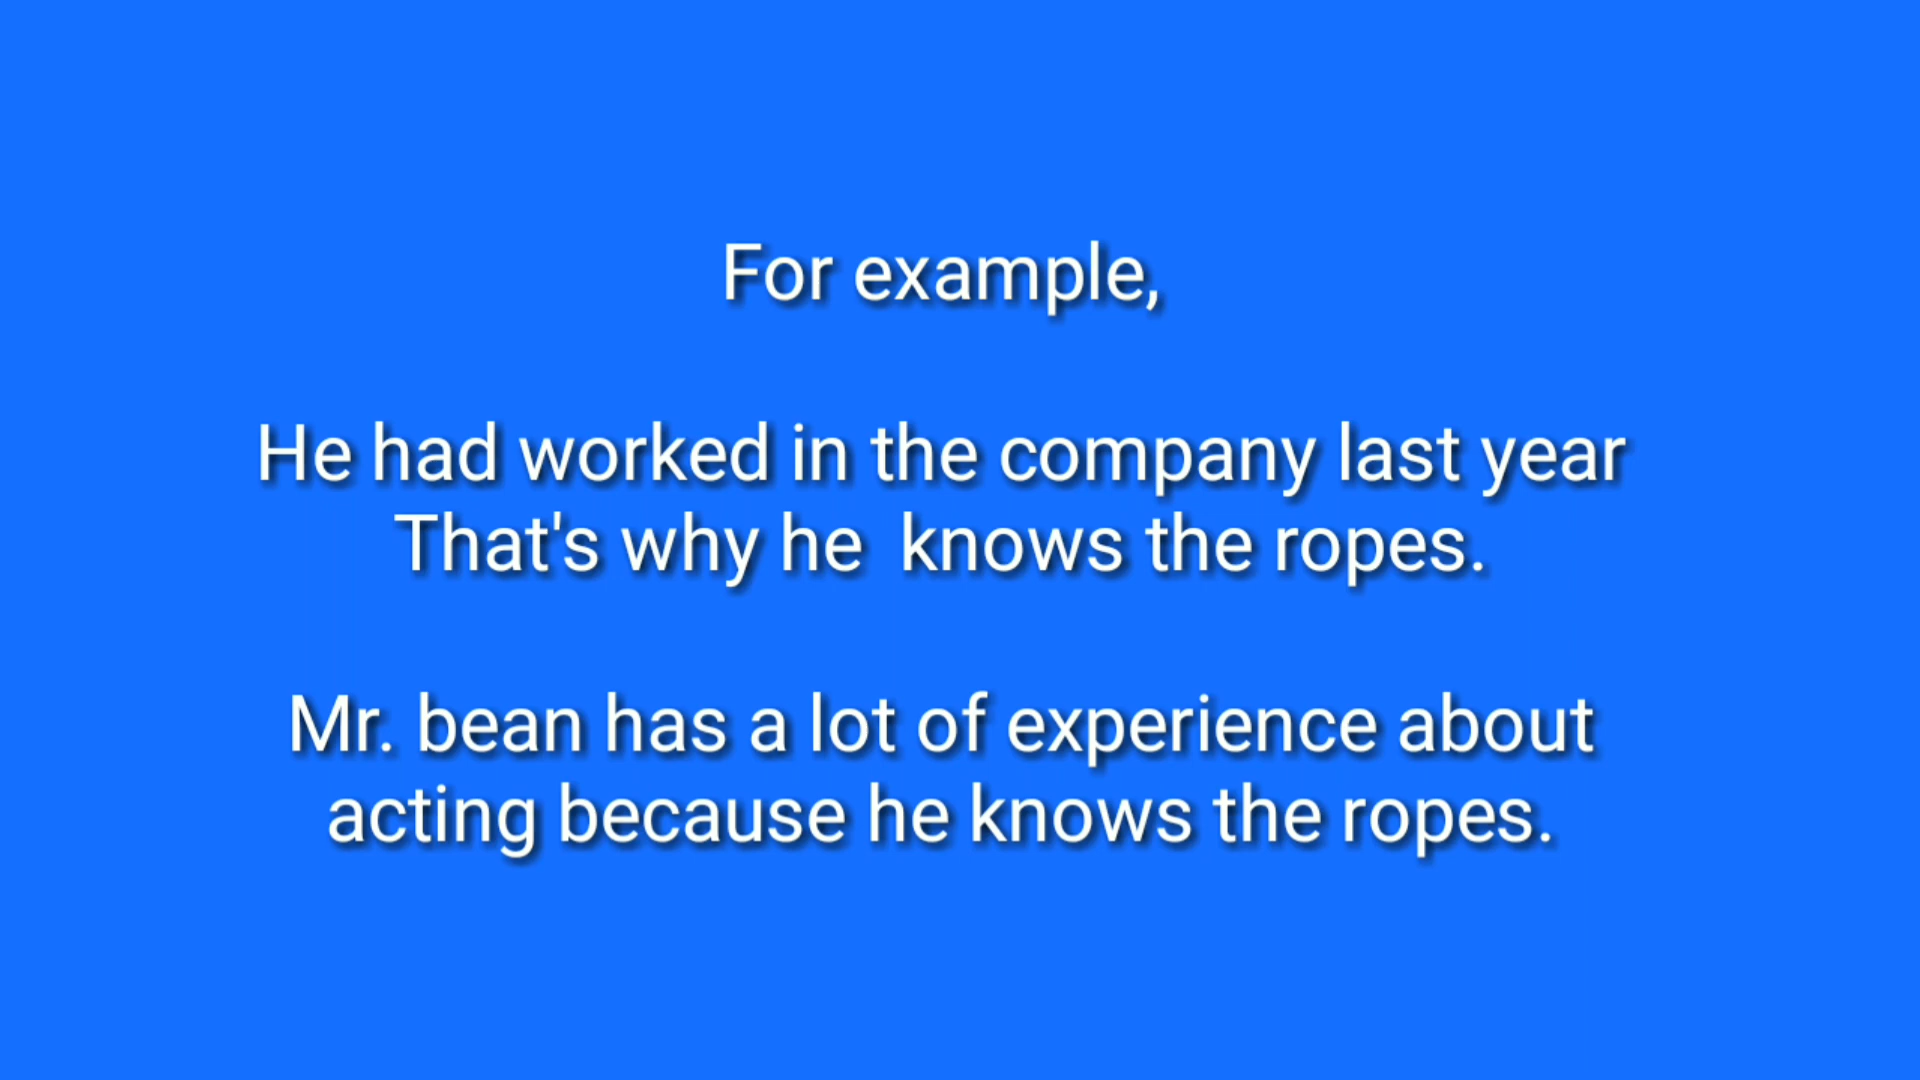 For example,
He had worked in the company last year
That's why he  knows the ropes.
Mr. bean has a lot of experience about
acting because he knows the ropes.